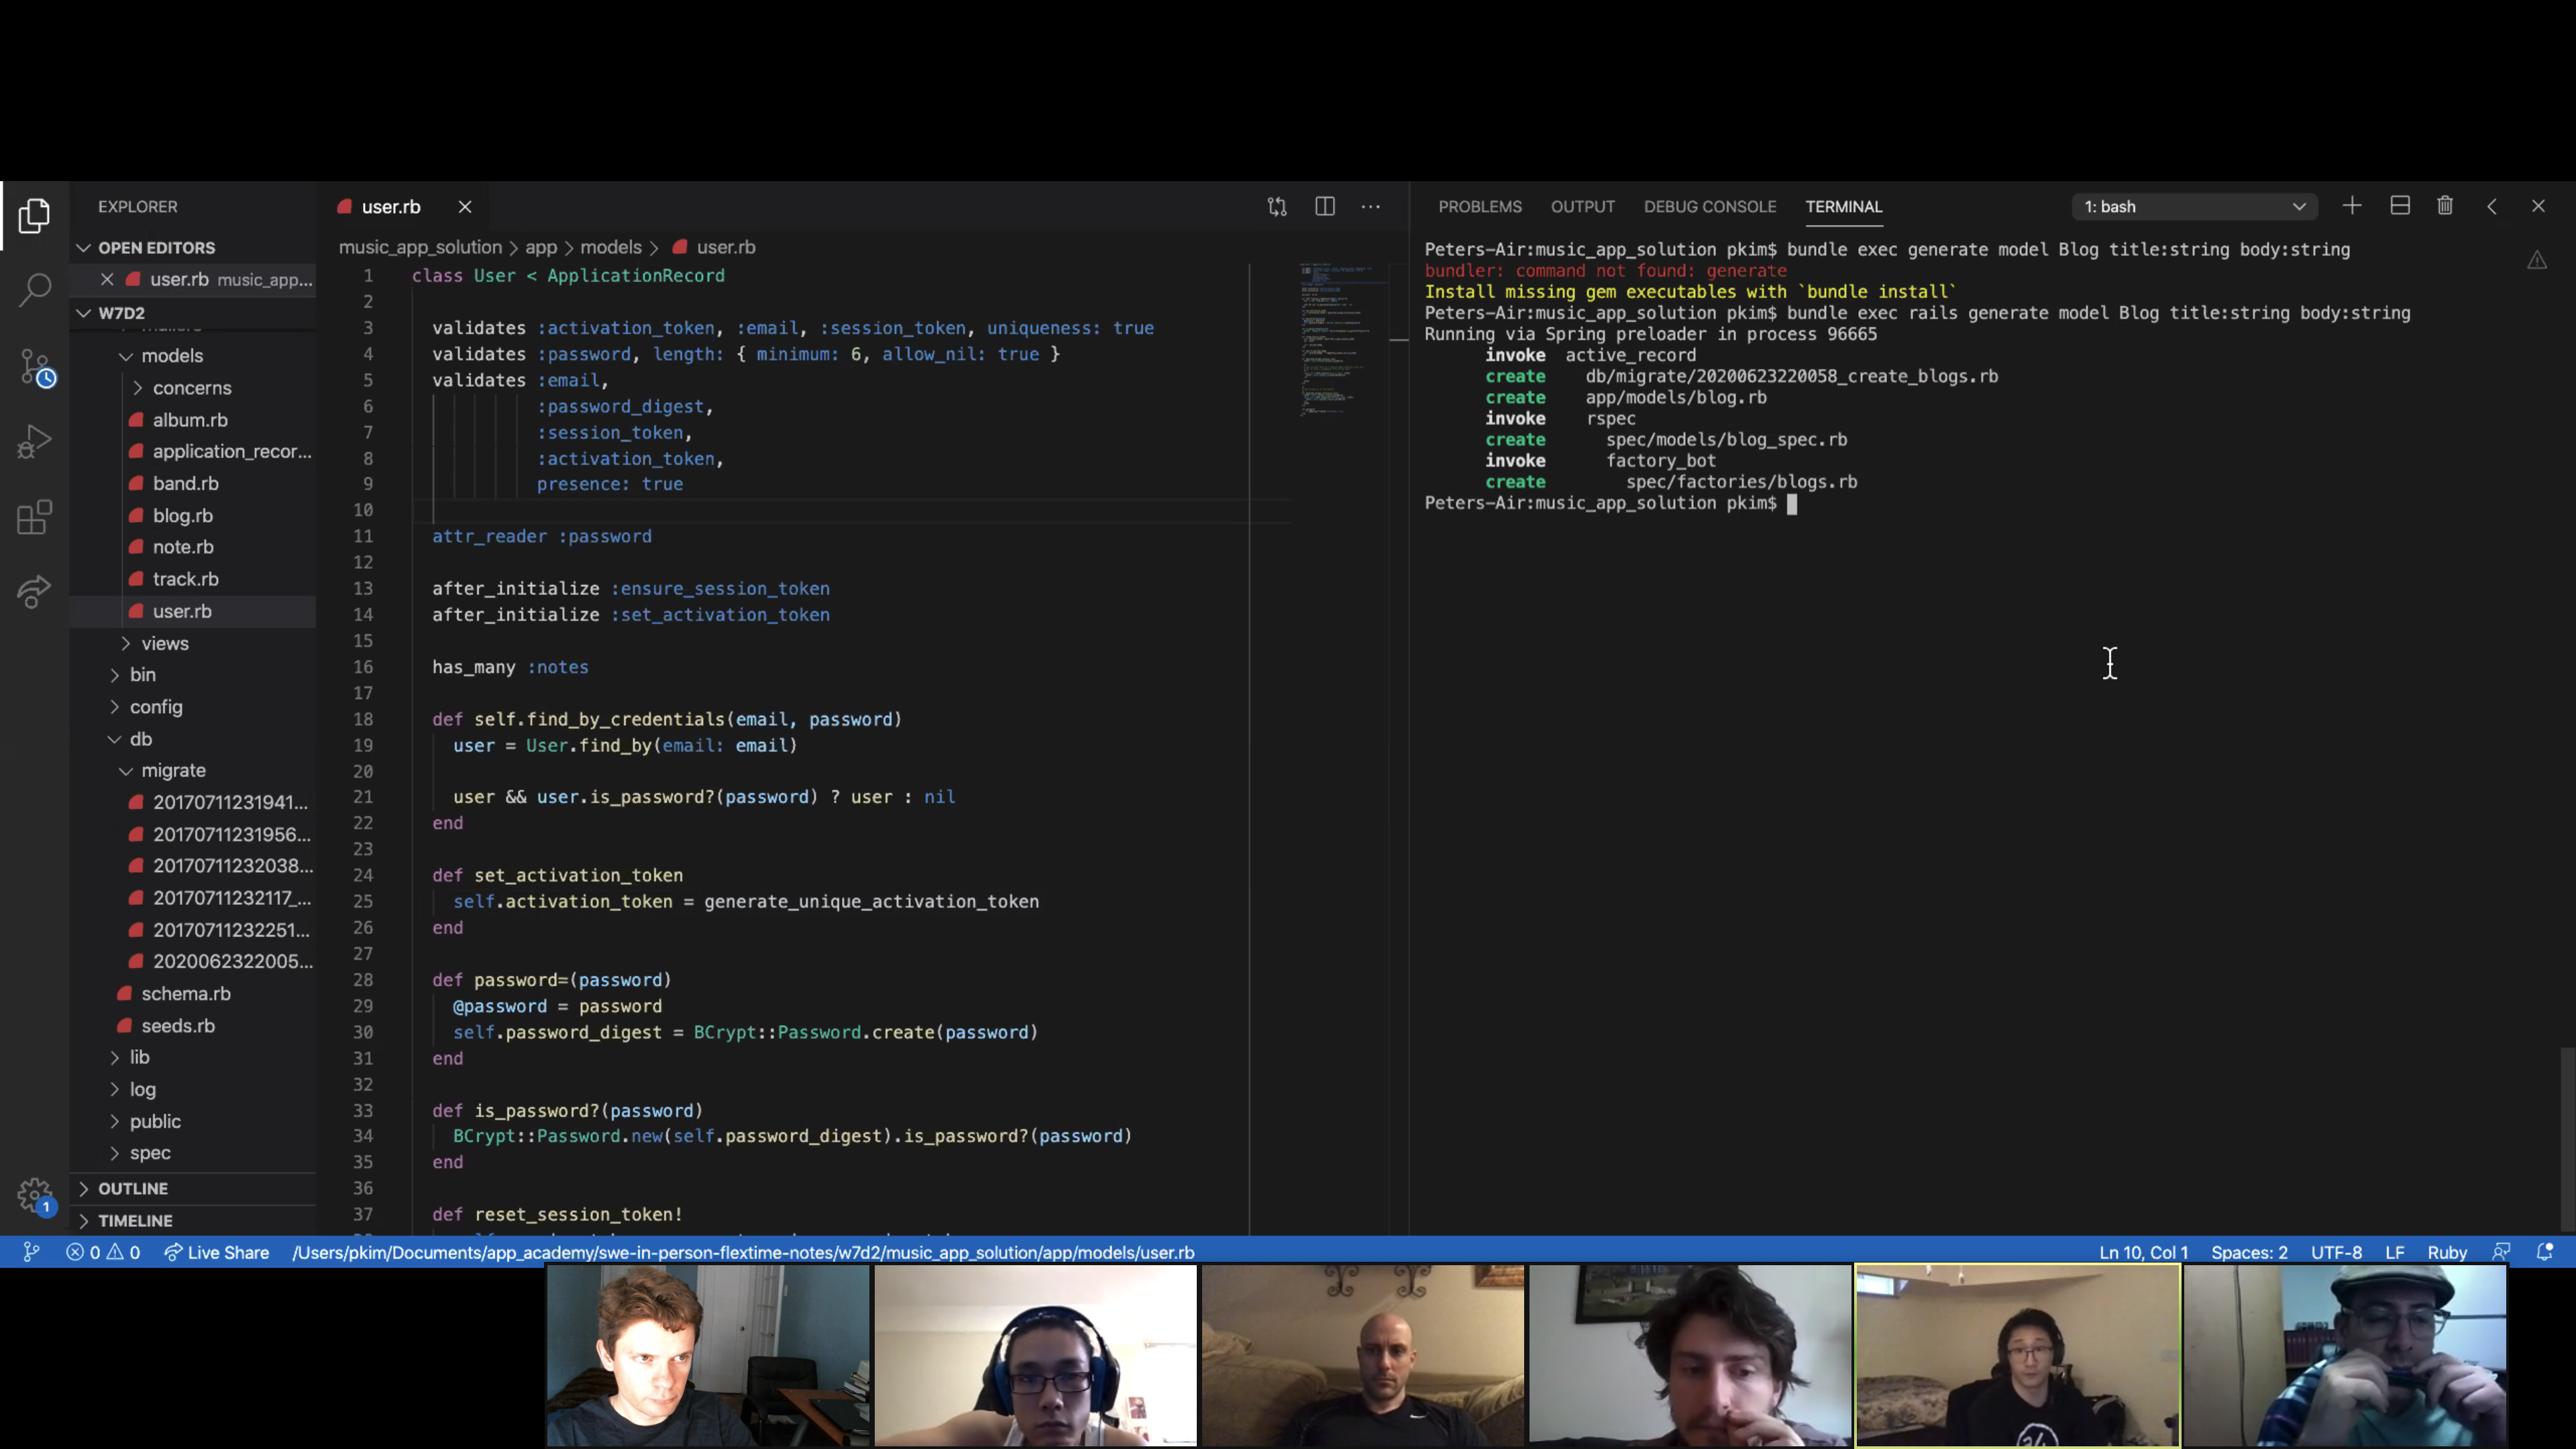 EXPLORER
OPEN EDITORS
user.rb music_app...
W7D2
models
concerns
album.rb
application_recor...
band.rb
blog.rb
note.rb
track.rb
user.rb
views
bin
config
db
migrate
20170711231941...
20170711231956...
20170711232038...
20170711232117_...
20170711232251...
2020062322005...
schema.rb
seeds.rb
lib
log
public
spec
OUTLINE
TIMELINE
1
user.rb
music_app_solution > app > models > user.rb
1 class User < ApplicationRecord
2
3 validates :activation_token, :email, :session_token, uniqueness: true
4 validates :password, length: { minimum: 6, allow_nil: true }
5 validates :email,
6 :password_digest,
7 :session_token,
8 :activation_token,
9 presence: true
10
11 attr_reader :password
12
13 after_initialize :ensure_session_token
14 after_initialize :set_activation_token
15
16 has_many :notes
17
18 def self.find_by_credentials(email, password)
19 user = User.find_by(email: email)
20
21 user && user.is_password?(password) ? user : nil
22 end
23
24 def set_activation_token
25 self.activation_token = generate_unique_activation_token
26 end
27
28 def password=(password)
29 @password = password
30 self.password_digest = BCrypt::Password.create(password)
31 end
32
33 def is_password?(password)
34 BCrypt::Password.new(self.password_digest).is_password?(password)
35 end
36
37 def reset_session_token!
PROBLEMS OUTPUT DEBUG CONSOLE TERMINAL 1: bash
Peters-Air:music_app_solution pkim$ bundle exec generate model Blog title:string body:string
bundler: command not found: generate
Install missing gem executables with `bundle install`
Peters-Air:music_app_solution pkim$ bundle exec rails generate model Blog title:string body:string
Running via Spring preloader in process 96665
invoke active_record
create db/migrate/20200623220058_create_blogs.rb
create app/models/blog.rb
invoke rspec
create spec/models/blog_spec.rb
invoke factory_bot
create spec/factories/blogs.rb
Peters-Air:music_app_solution pkim$
0 0 Live Share /Users/pkim/Documents/app_academy/swe-in-person-flextime-notes/w7d2/music_app_solution/app/models/user.rb Ln 10, Col 1 Spaces: 2 UTF-8 LF Ruby